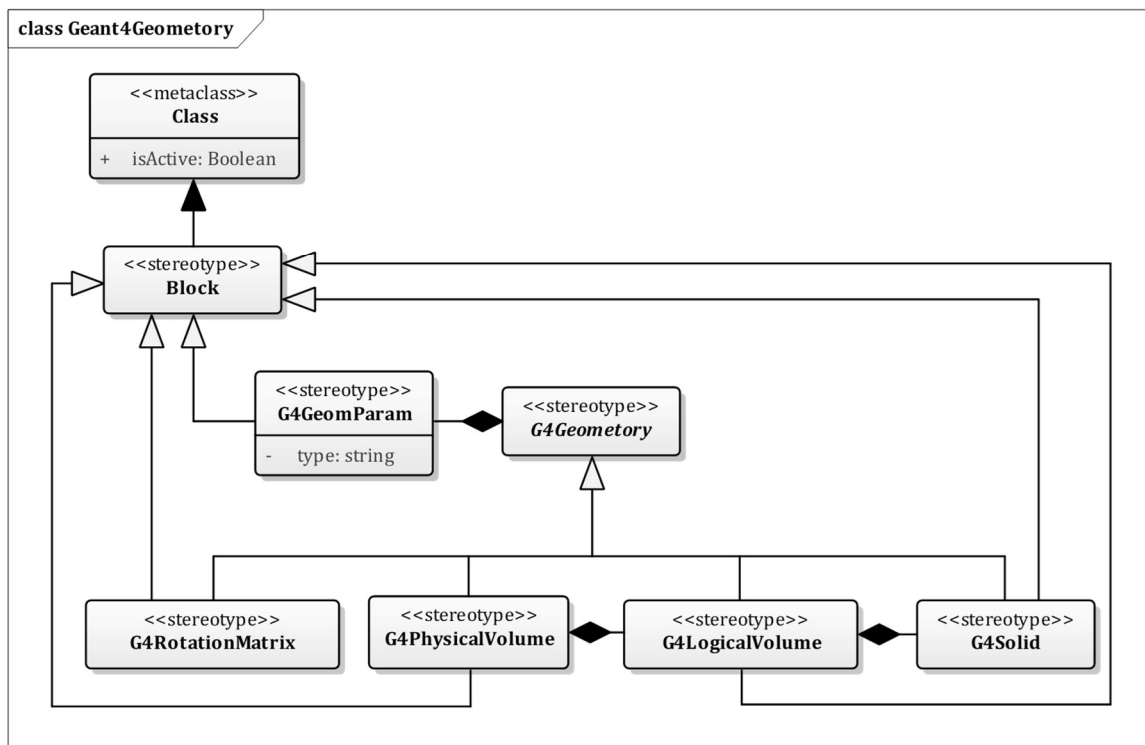 class Geant4Geometory
<<metaclass>>
Class
+ isActive: Boolean
<<stereotype>>
Block
<<stereotype>>
G4GeomParam
- type: string
<<stereotype>>
G4Geometory
<<stereotype>>
G4RotationMatrix
<<stereotype>>
G4PhysicalVolume
<<stereotype>>
G4LogicalVolume
<<stereotype>>
G4Solid